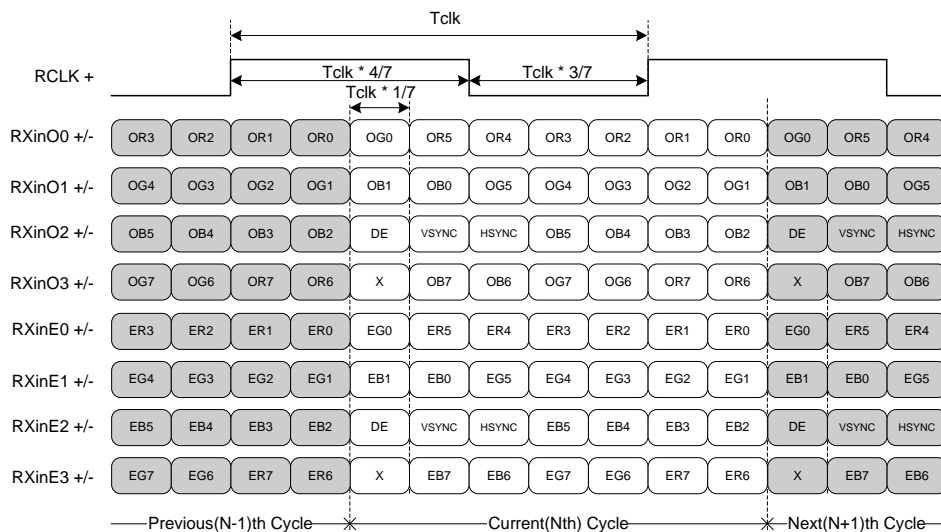 Tclk
RCLK +
Tclk * 4/7
Tclk * 3/7
Tclk * 1/7
RXinO0 +/- OR3 OR2 OR1 OR0 OG0 OR5 OR4 OR3 OR2 OR1 OR0 OG0 OR5 OR4
RXinO1 +/- OG4 OG3 OG2 OG1 OB1 OB0 OG5 OG4 OG3 OG2 OG1 OB1 OB0 OG5
RXinO2 +/- OB5 OB4 OB3 OB2 DE VSYNC HSYNC OB5 OB4 OB3 OB2 DE VSYNC HSYNC
RXinO3 +/- OG7 OG6 OR7 OR6 X OB7 OB6 OG7 OG6 OR7 OR6 X OB7 OB6
RXinE0 +/- ER3 ER2 ER1 ER0 EG0 ER5 ER4 ER3 ER2 ER1 ER0 EG0 ER5 ER4
RXinE1 +/- EG4 EG3 EG2 EG1 EB1 EB0 EG5 EG4 EG3 EG2 EG1 EB1 EB0 EG5
RXinE2 +/- EB5 EB4 EB3 EB2 DE VSYNC HSYNC EB5 EB4 EB3 EB2 DE VSYNC HSYNC
RXinE3 +/- EG7 EG6 ER7 ER6 X EB7 EB6 EG7 EG6 ER7 ER6 X EB7 EB6
Previous(N-1)th Cycle Current(Nth) Cycle Next(N+1)th Cycle